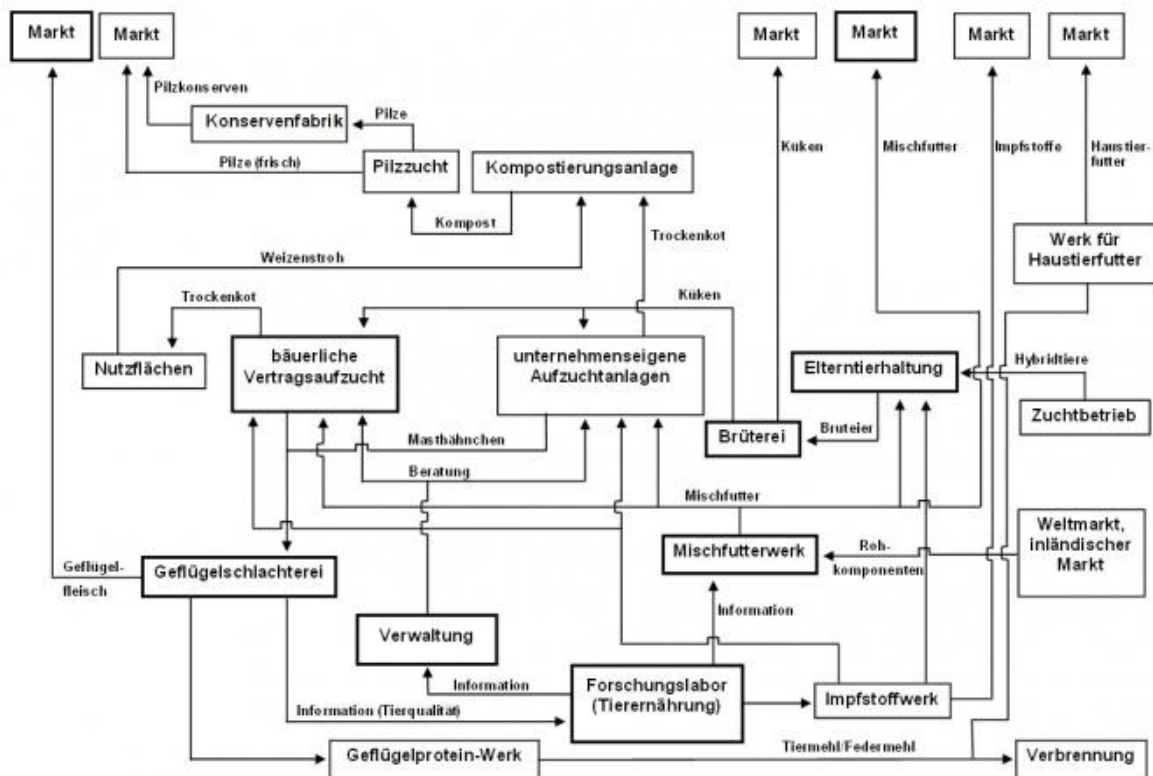 Markt
Markt
Markt
Markt
Markt
Markt
Pilzkonserven
Konservenfabrik
Pilze
Pilze (frisch)
Pilzzucht
Kompostierungsanlage
Kompost
Küken
Mischfutter
Impfstoffe
Haustier-
futter
Weizenstroh
Trockenkot
Werk für
Haustierfutter
Trockenkot
Küken
Nutzflächen
bäuerliche
Vertragsaufzucht
unternehmenseigene
Aufzuchtanlagen
Elterntierhaltung
Hybridtiere
Zuchtbetrieb
Brüterei
Bruteier
Masthähnchen
Beratung
Mischfutter
Mischfutterwerk
Roh-
komponenten
Weltmarkt,
inländischer
Markt
Geflügel-
fleisch
Geflügelschlachterei
Verwaltung
Information
Information
Forschungslabor
(Tierernährung)
Impfstoffwerk
Information (Tierqualität)
Geflügelprotein-Werk
Tiermehl/Federmehl
Verbrennung